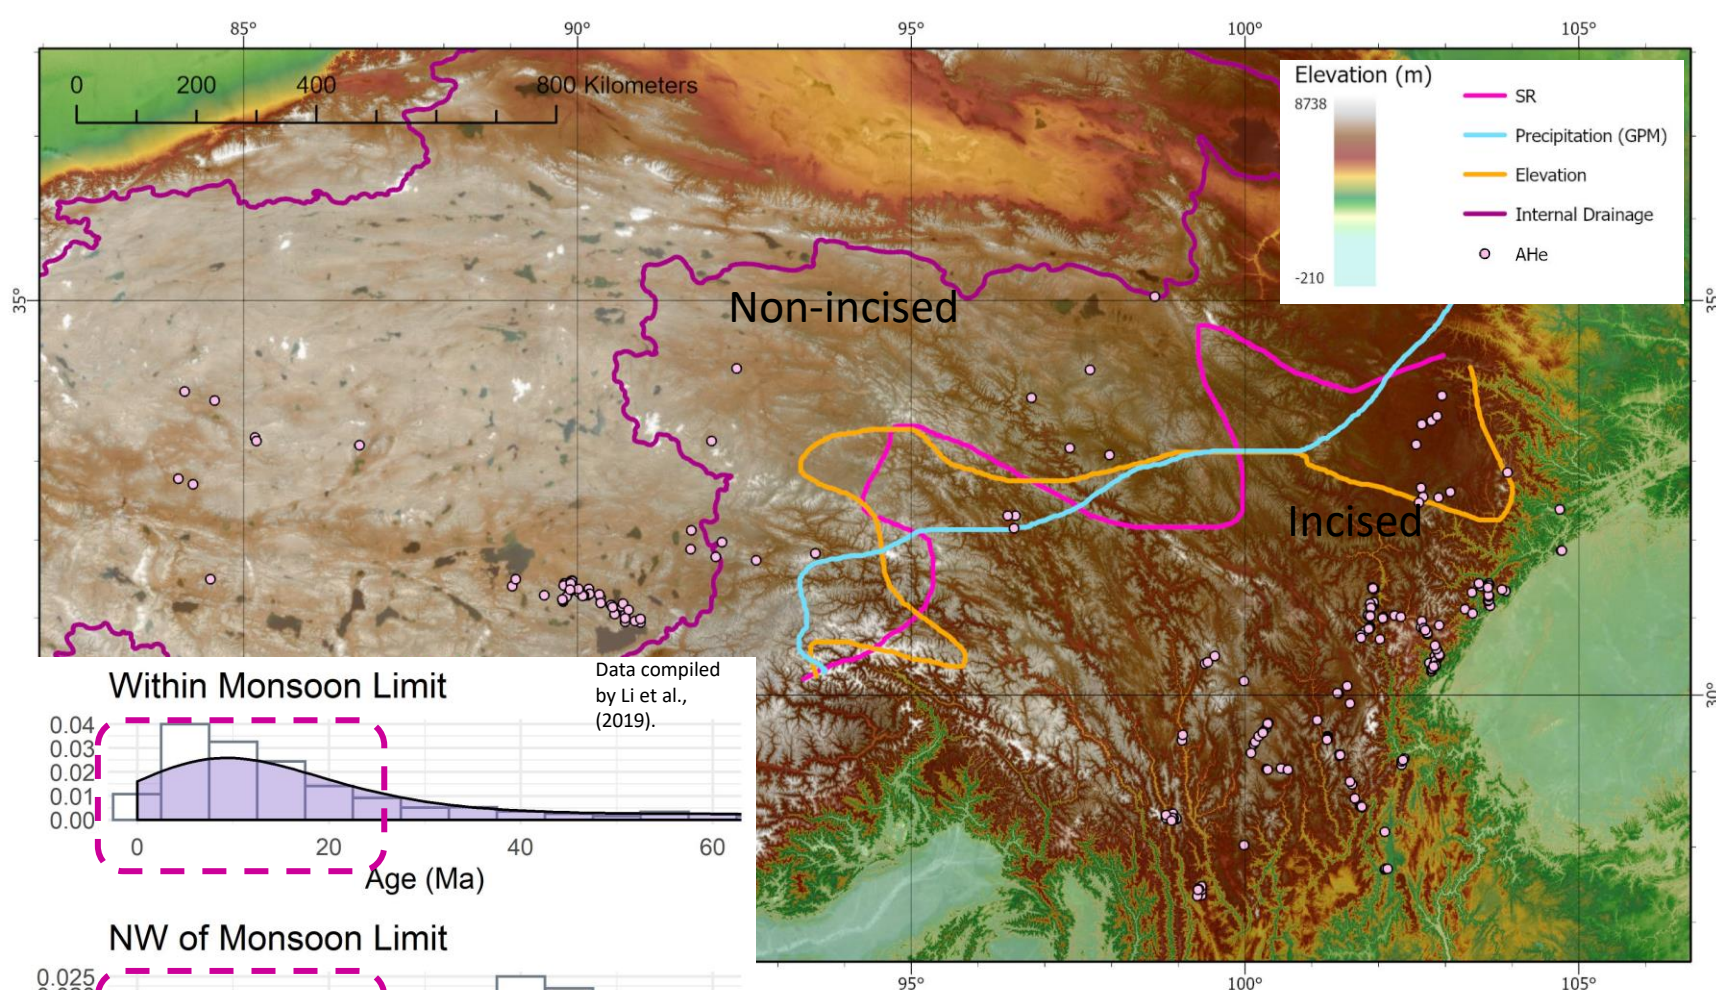 85° 90° 95° 100° 105°
0 200 400 800 Kilometers
Elevation (m)
8738
-210
SR
Precipitation (GPM)
Elevation
Internal Drainage
AHe
35°
Non-incised
Incised
30°
Within Monsoon Limit
Data compiled
by Li et al.,
(2019).
0.04
0.03
0.02
0.01
0.00
0 20 40 60
Age (Ma)
NW of Monsoon Limit
0.025
95° 100° 105°